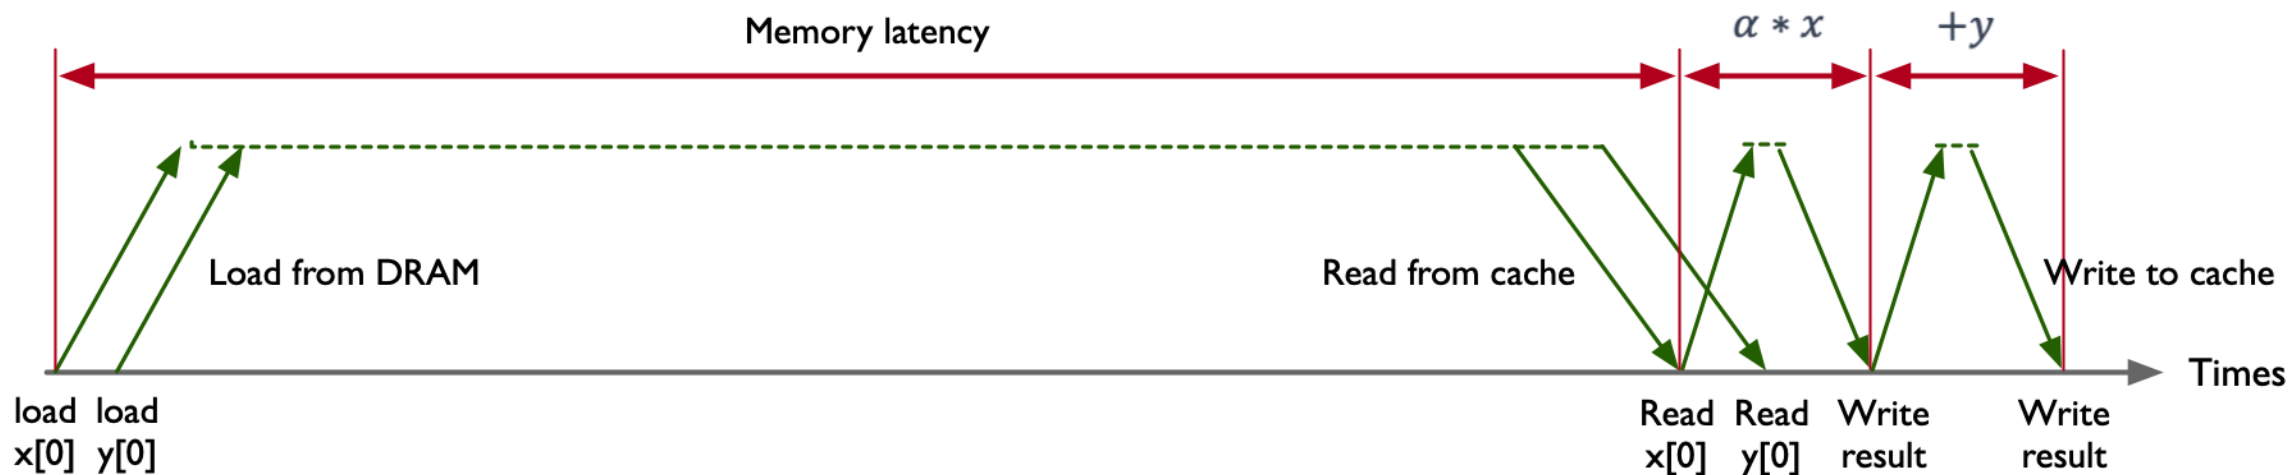 Memory latency
α * x
+y
Load from DRAM
Read from cache
Write to cache
Times
load
x[0]
load
y[0]
Read
x[0]
Read
y[0]
Write
result
Write
result